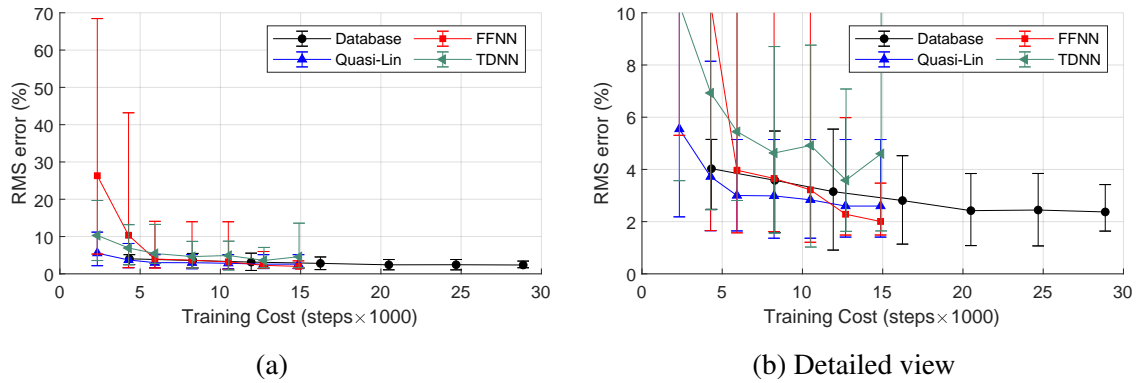 70
60
50
40
30
20
10
0
RMS error (%)
Database
FFNN
Quasi-Lin
TDNN
0 5 10 15 20 25 30
Training Cost (steps×1000)
(a)
10
8
6
4
2
0
RMS error (%)
Database
FFNN
Quasi-Lin
TDNN
0 5 10 15 20 25 30
Training Cost (steps×1000)
(b) Detailed view